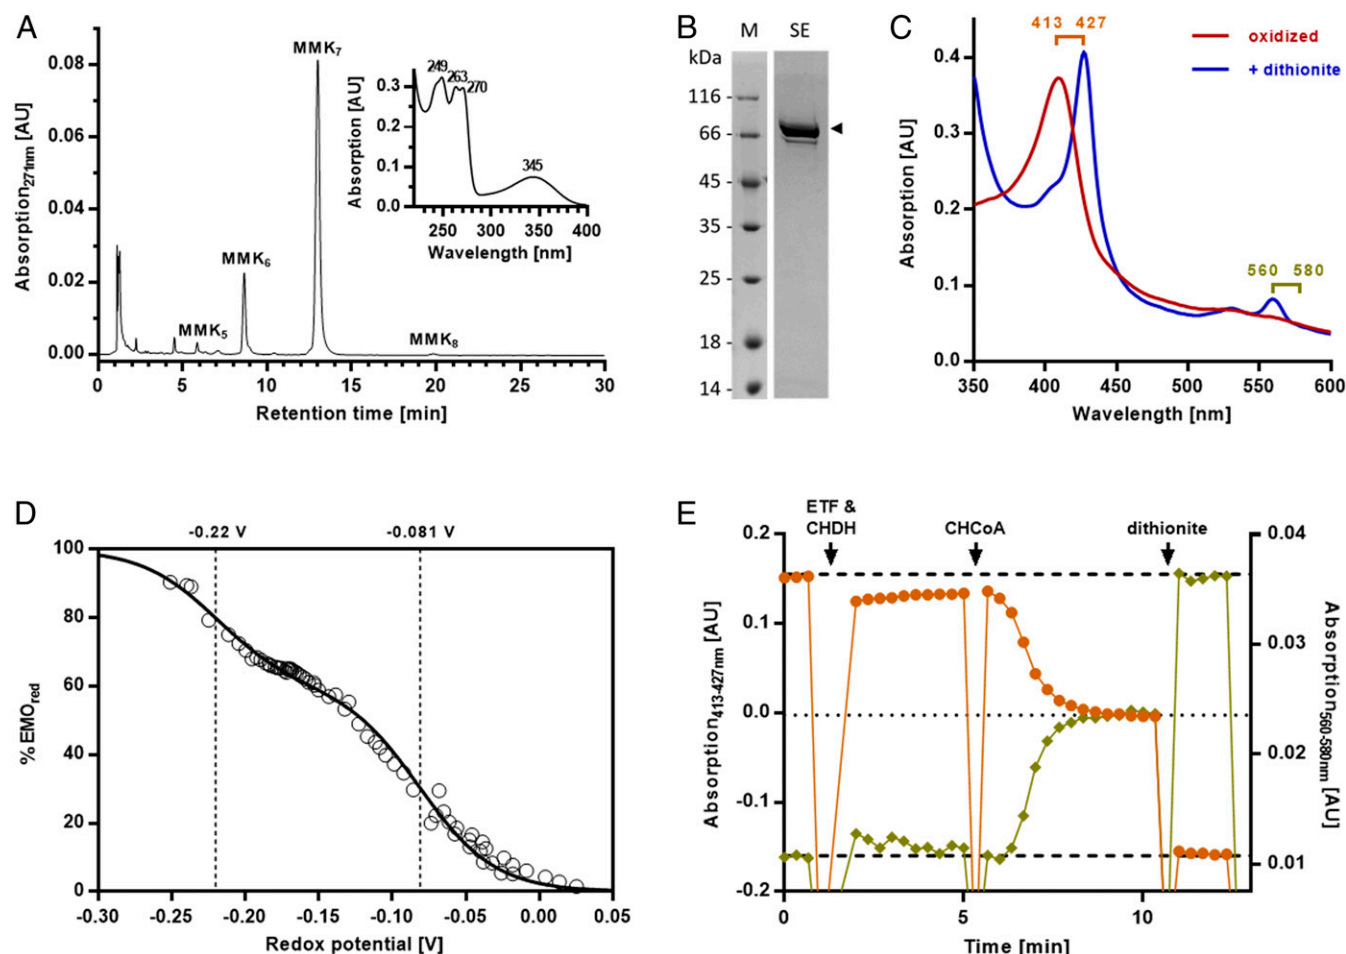 A
Absorption271nm [AU]
0.08
0.06
0.04
0.02
0.00
0 5 10 15 20 25 30
Retention time [min]
MMK5
MMK6
MMK7
MMK8
Absorption [AU]
0.3
0.2
0.1
0.0
249 263 270
345
250 300 350 400
Wavelength [nm]
B
M SE
kDa
116 -
66 -
45 -
35 -
25 -
18 -
14 -
C
413 427
oxidized
+ dithionite
560 580
Absorption [AU]
0.4
0.3
0.2
0.1
0.0
350 400 450 500 550 600
Wavelength [nm]
D
-0.22 V -0.081 V
%EMOred
100
80
60
40
20
0
-0.30 -0.25 -0.20 -0.15 -0.10 -0.05 0.00 0.05
Redox potential [V]
E
ETF &
CHDH
CHCoA
dithionite
Absorption413-427nm [AU]
0.2
0.1
0.0
-0.1
-0.2
0.04
0.03
0.02
0.01
Absorption560-580nm [AU]
0 5 10
Time [min]